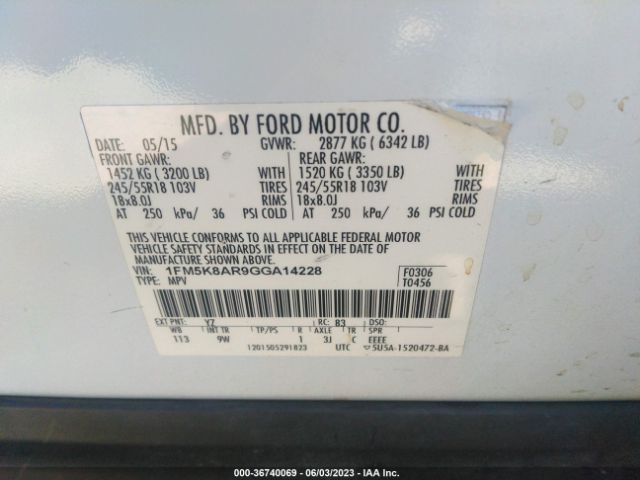 MFD. BY FORD MOTOR CO.
DATE: 05/15 GVWR: 2877 KG ( 6342 LB)
FRONT GAWR: REAR GAWR:
1452 KG ( 3200 LB) WITH 1520 KG ( 3350 LB) WITH
245/55R18 103V TIRES 245/55R18 103V TIRES
18x8.0J RIMS 18x8.0J RIMS
AT 250 kPa/ 36 PSI COLD AT 250 kPa/ 36 PSI COLD
THIS VEHICLE CONFORMS TO ALL APPLICABLE FEDERAL MOTOR
VEHICLE SAFETY STANDARDS IN EFFECT ON THE DATE OF
MANUFACTURE SHOWN ABOVE.
VIN: 1FM5K8AR9GGA14228 F0306
TYPE: MPV T0456
EXT PNT: YZ RC: 83 DSO:
WB INT TR TP/PS R AXLE TR SPR
113 9W 1 3J C EEEE
1201505291823 UTC 5U5A-1520472-BA
000-36740069 - 06/03/2023 - IAA Inc.